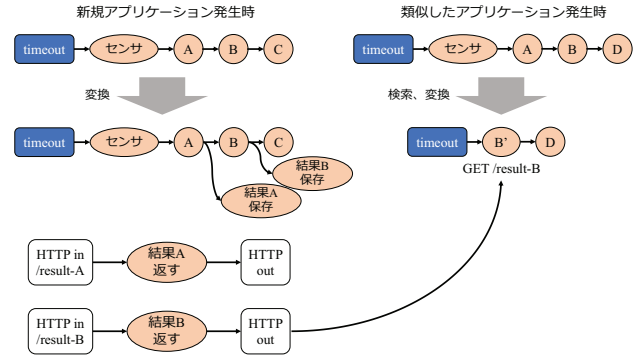 新規アプリケーション発生時
timeout
センサ
A
B
C
変換
timeout
センサ
A
B
C
結果B
保存
結果A
保存
HTTP in
/result-A
結果A
返す
HTTP
out
HTTP in
/result-B
結果B
返す
HTTP
out
類似したアプリケーション発生時
timeout
センサ
A
B
D
検索、変換
timeout
B'
D
GET /result-B